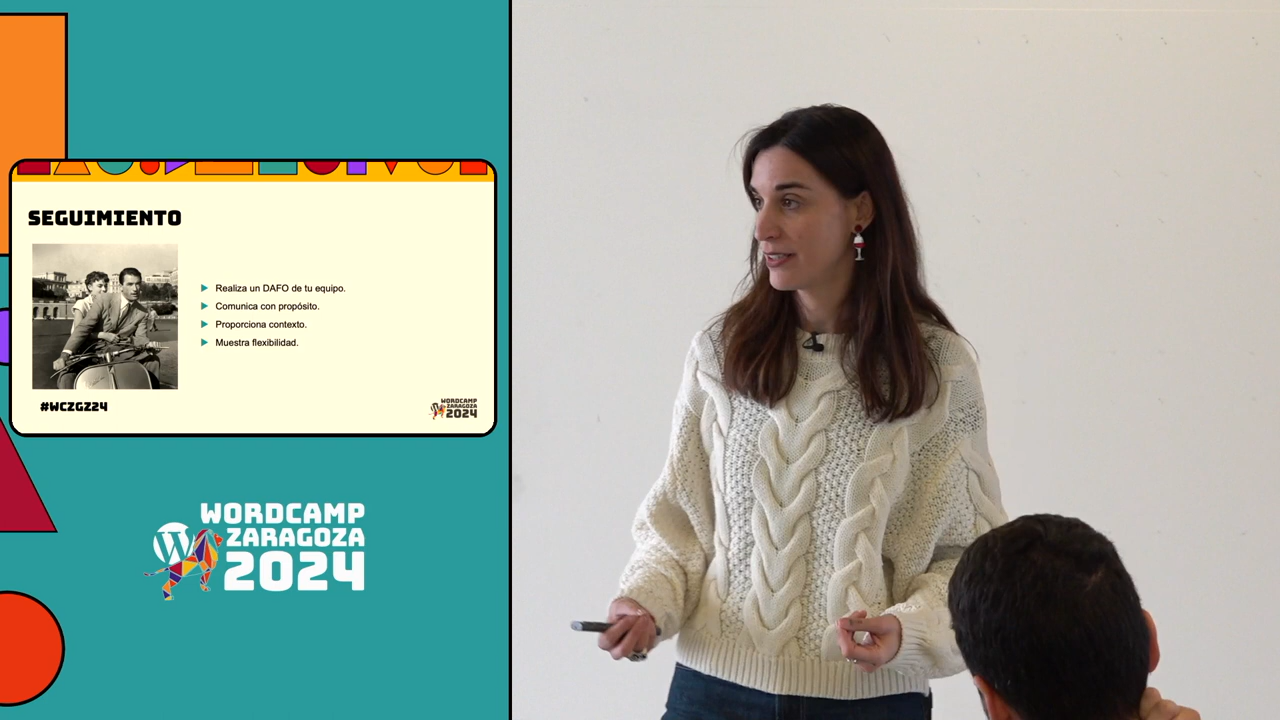 SEGUIMIENTO
Realiza un DAFO de tu equipo.
Comunica con propósito.
Proporciona contexto.
Muestra flexibilidad.
#WCZGZ24
WORDCAMP
ZARAGOZA
2024
WORDCAMP
ZARAGOZA
2024